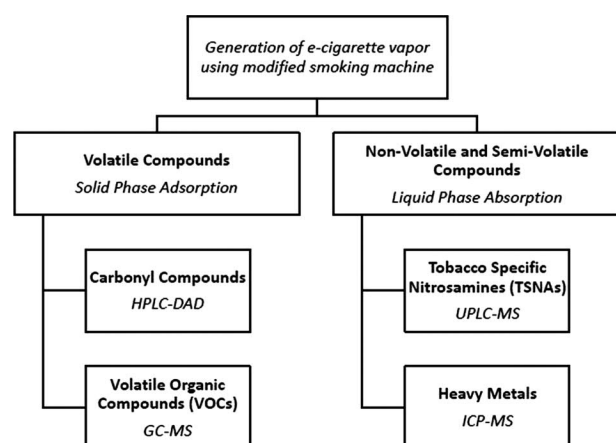 Generation of e-cigarette vapor
using modified smoking machine
Volatile Compounds
Solid Phase Adsorption
Non-Volatile and Semi-Volatile
Compounds
Liquid Phase Absorption
Carbonyl Compounds
HPLC-DAD
Tobacco Specific
Nitrosamines (TSNAs)
UPLC-MS
Volatile Organic
Compounds (VOCs)
GC-MS
Heavy Metals
ICP-MS